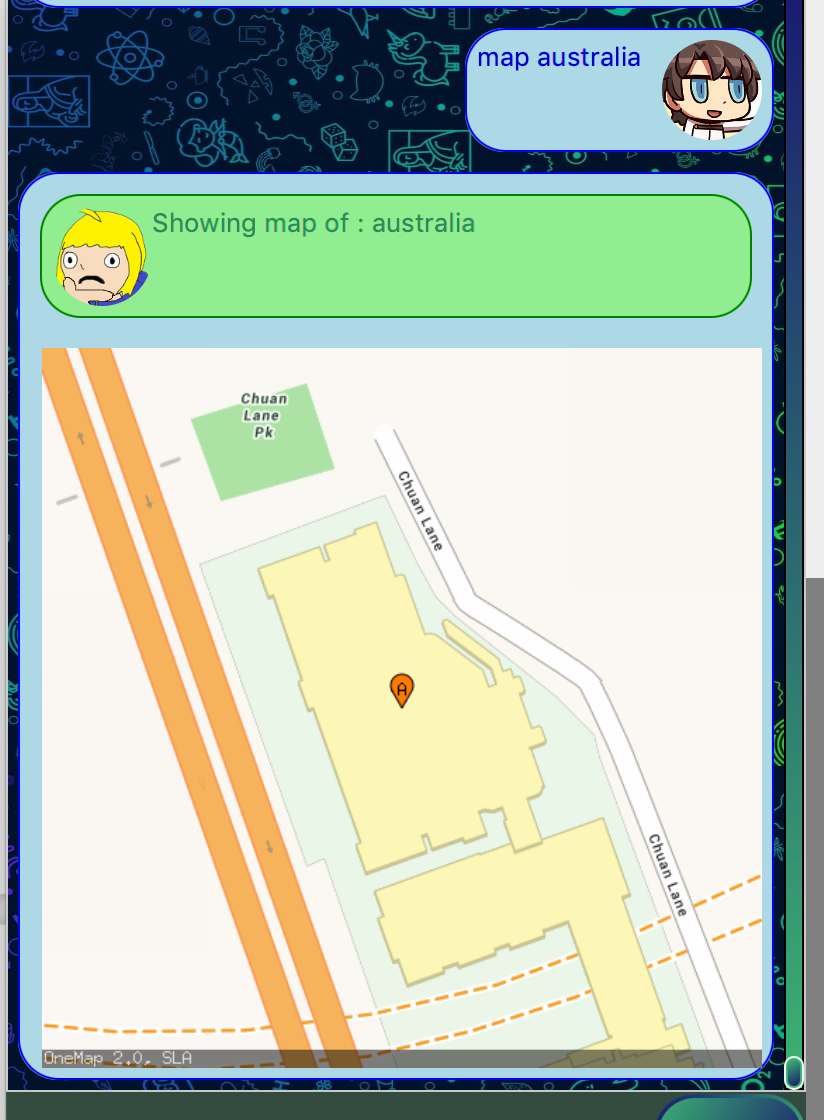 map australia
Showing map of : australia
Chuan
Lane
Pk
Chuan Lane
A
Chuan Lane
OneMap 2.0, SLA